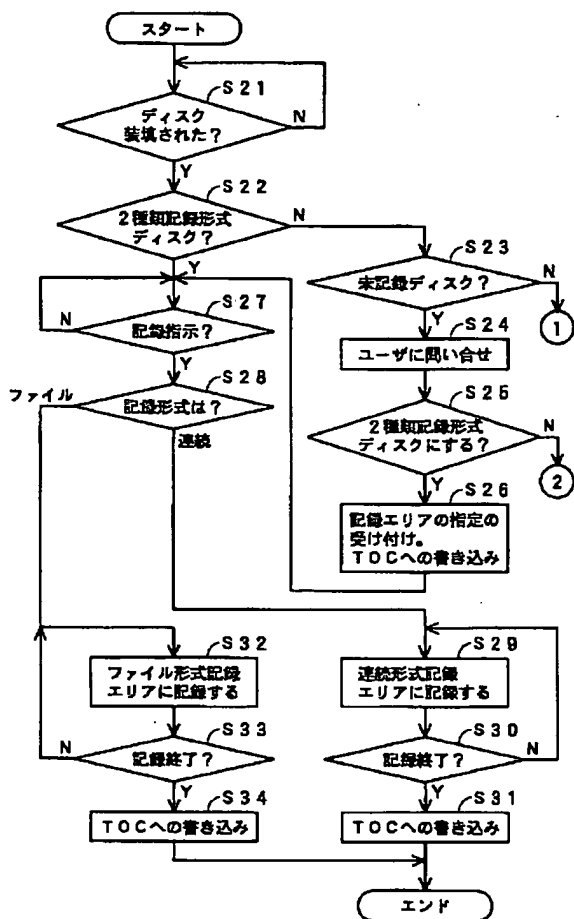 スタート
S21
ディスク
装填された？
N
Y
S22
2種類記録形式
ディスク？
N
Y
S23
未記録ディスク？
N
Y
1
S27
記録指示？
N
Y
S24
ユーザに問い合せ
S28
ファイル
記録形式は？
連続
S25
2種類記録形式
ディスクにする？
N
Y
2
S26
記録エリアの指定の
受け付け。
TOCへの書き込み
S32
ファイル形式記録
エリアに記録する
S29
連続形式記録
エリアに記録する
S33
記録終了？
N
Y
S30
記録終了？
N
Y
S34
TOCへの書き込み
S31
TOCへの書き込み
エンド